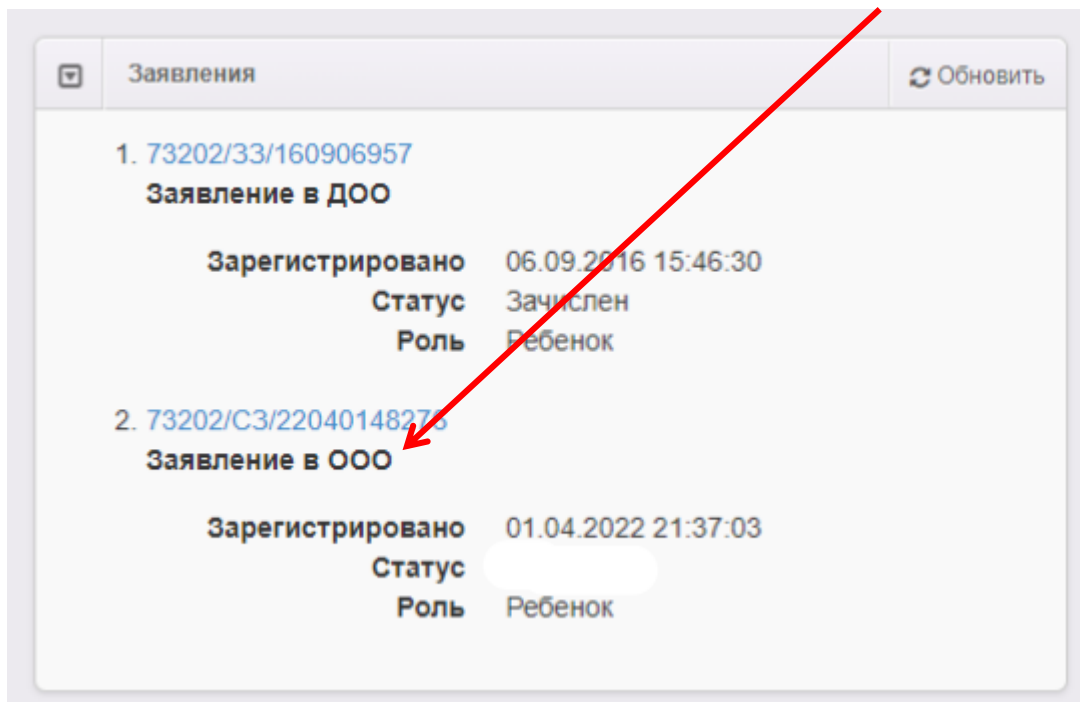 Заявления
Обновить
1. 73202/ЗЗ/160906957
Заявление в ДОО
Зарегистрировано 06.09.2016 15:46:30
Статус Зачислен
Роль Ребенок
2. 73202/СЗ/22040148276
Заявление в ООО
Зарегистрировано 01.04.2022 21:37:03
Статус
Роль Ребенок